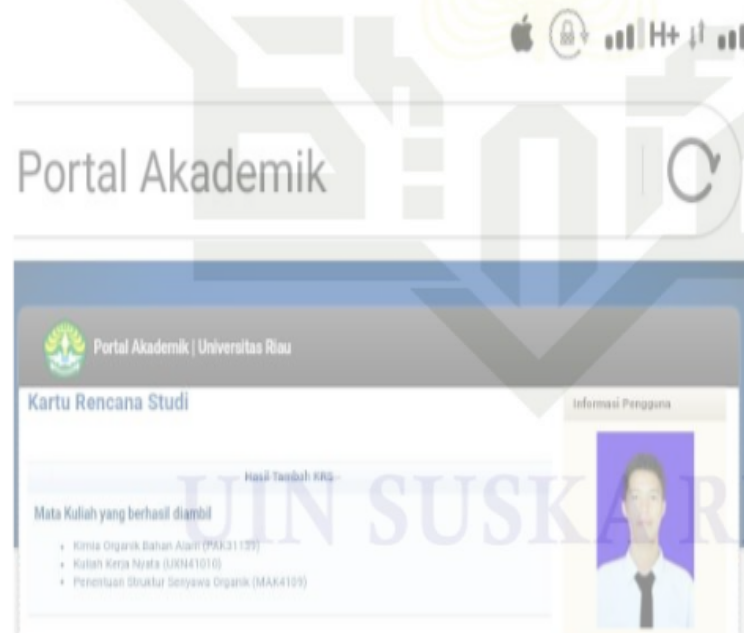 H+
Portal Akademik
Portal Akademik | Universitas Riau
Kartu Rencana Studi
Informasi Pengguna
Hasil Tambah KRS
Mata Kuliah yang berhasil diambil
Kimia Organik Bahan Alam (PAK31139)
Kuliah Kerja Nyata (UXN41010)
Penentuan Struktur Senyawa Organik (MAK4109)
UIN SUSKA R